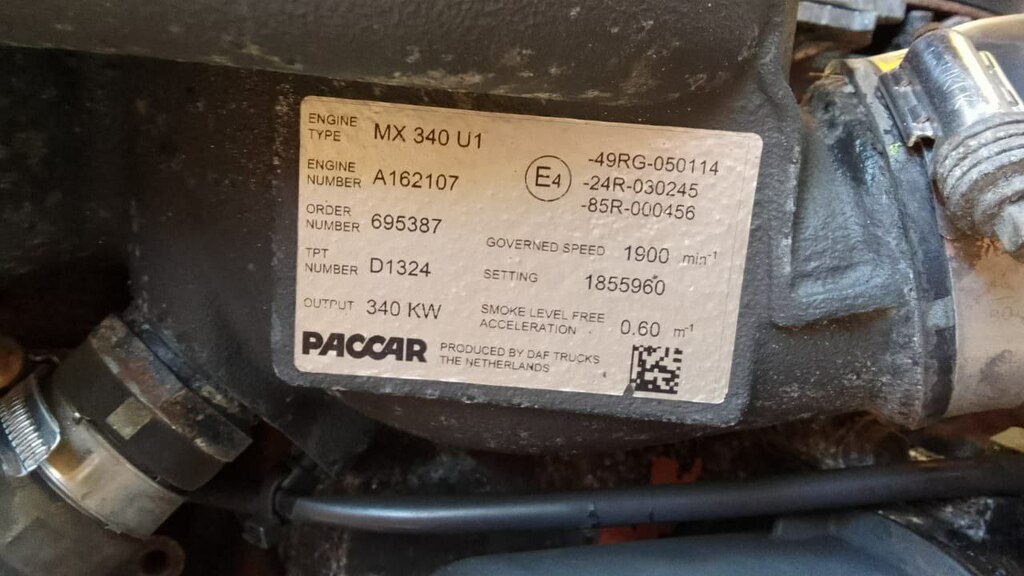 ENGINE TYPE MX 340 U1
ENGINE NUMBER A162107
ORDER NUMBER 695387
TPT NUMBER D1324
OUTPUT 340 KW
E4
-49RG-050114
-24R-030245
-85R-000456
GOVERNED SPEED 1900 min-1
SETTING 1855960
SMOKE LEVEL FREE ACCELERATION 0.60 m-1
PACCAR
PRODUCED BY DAF TRUCKS
THE NETHERLANDS